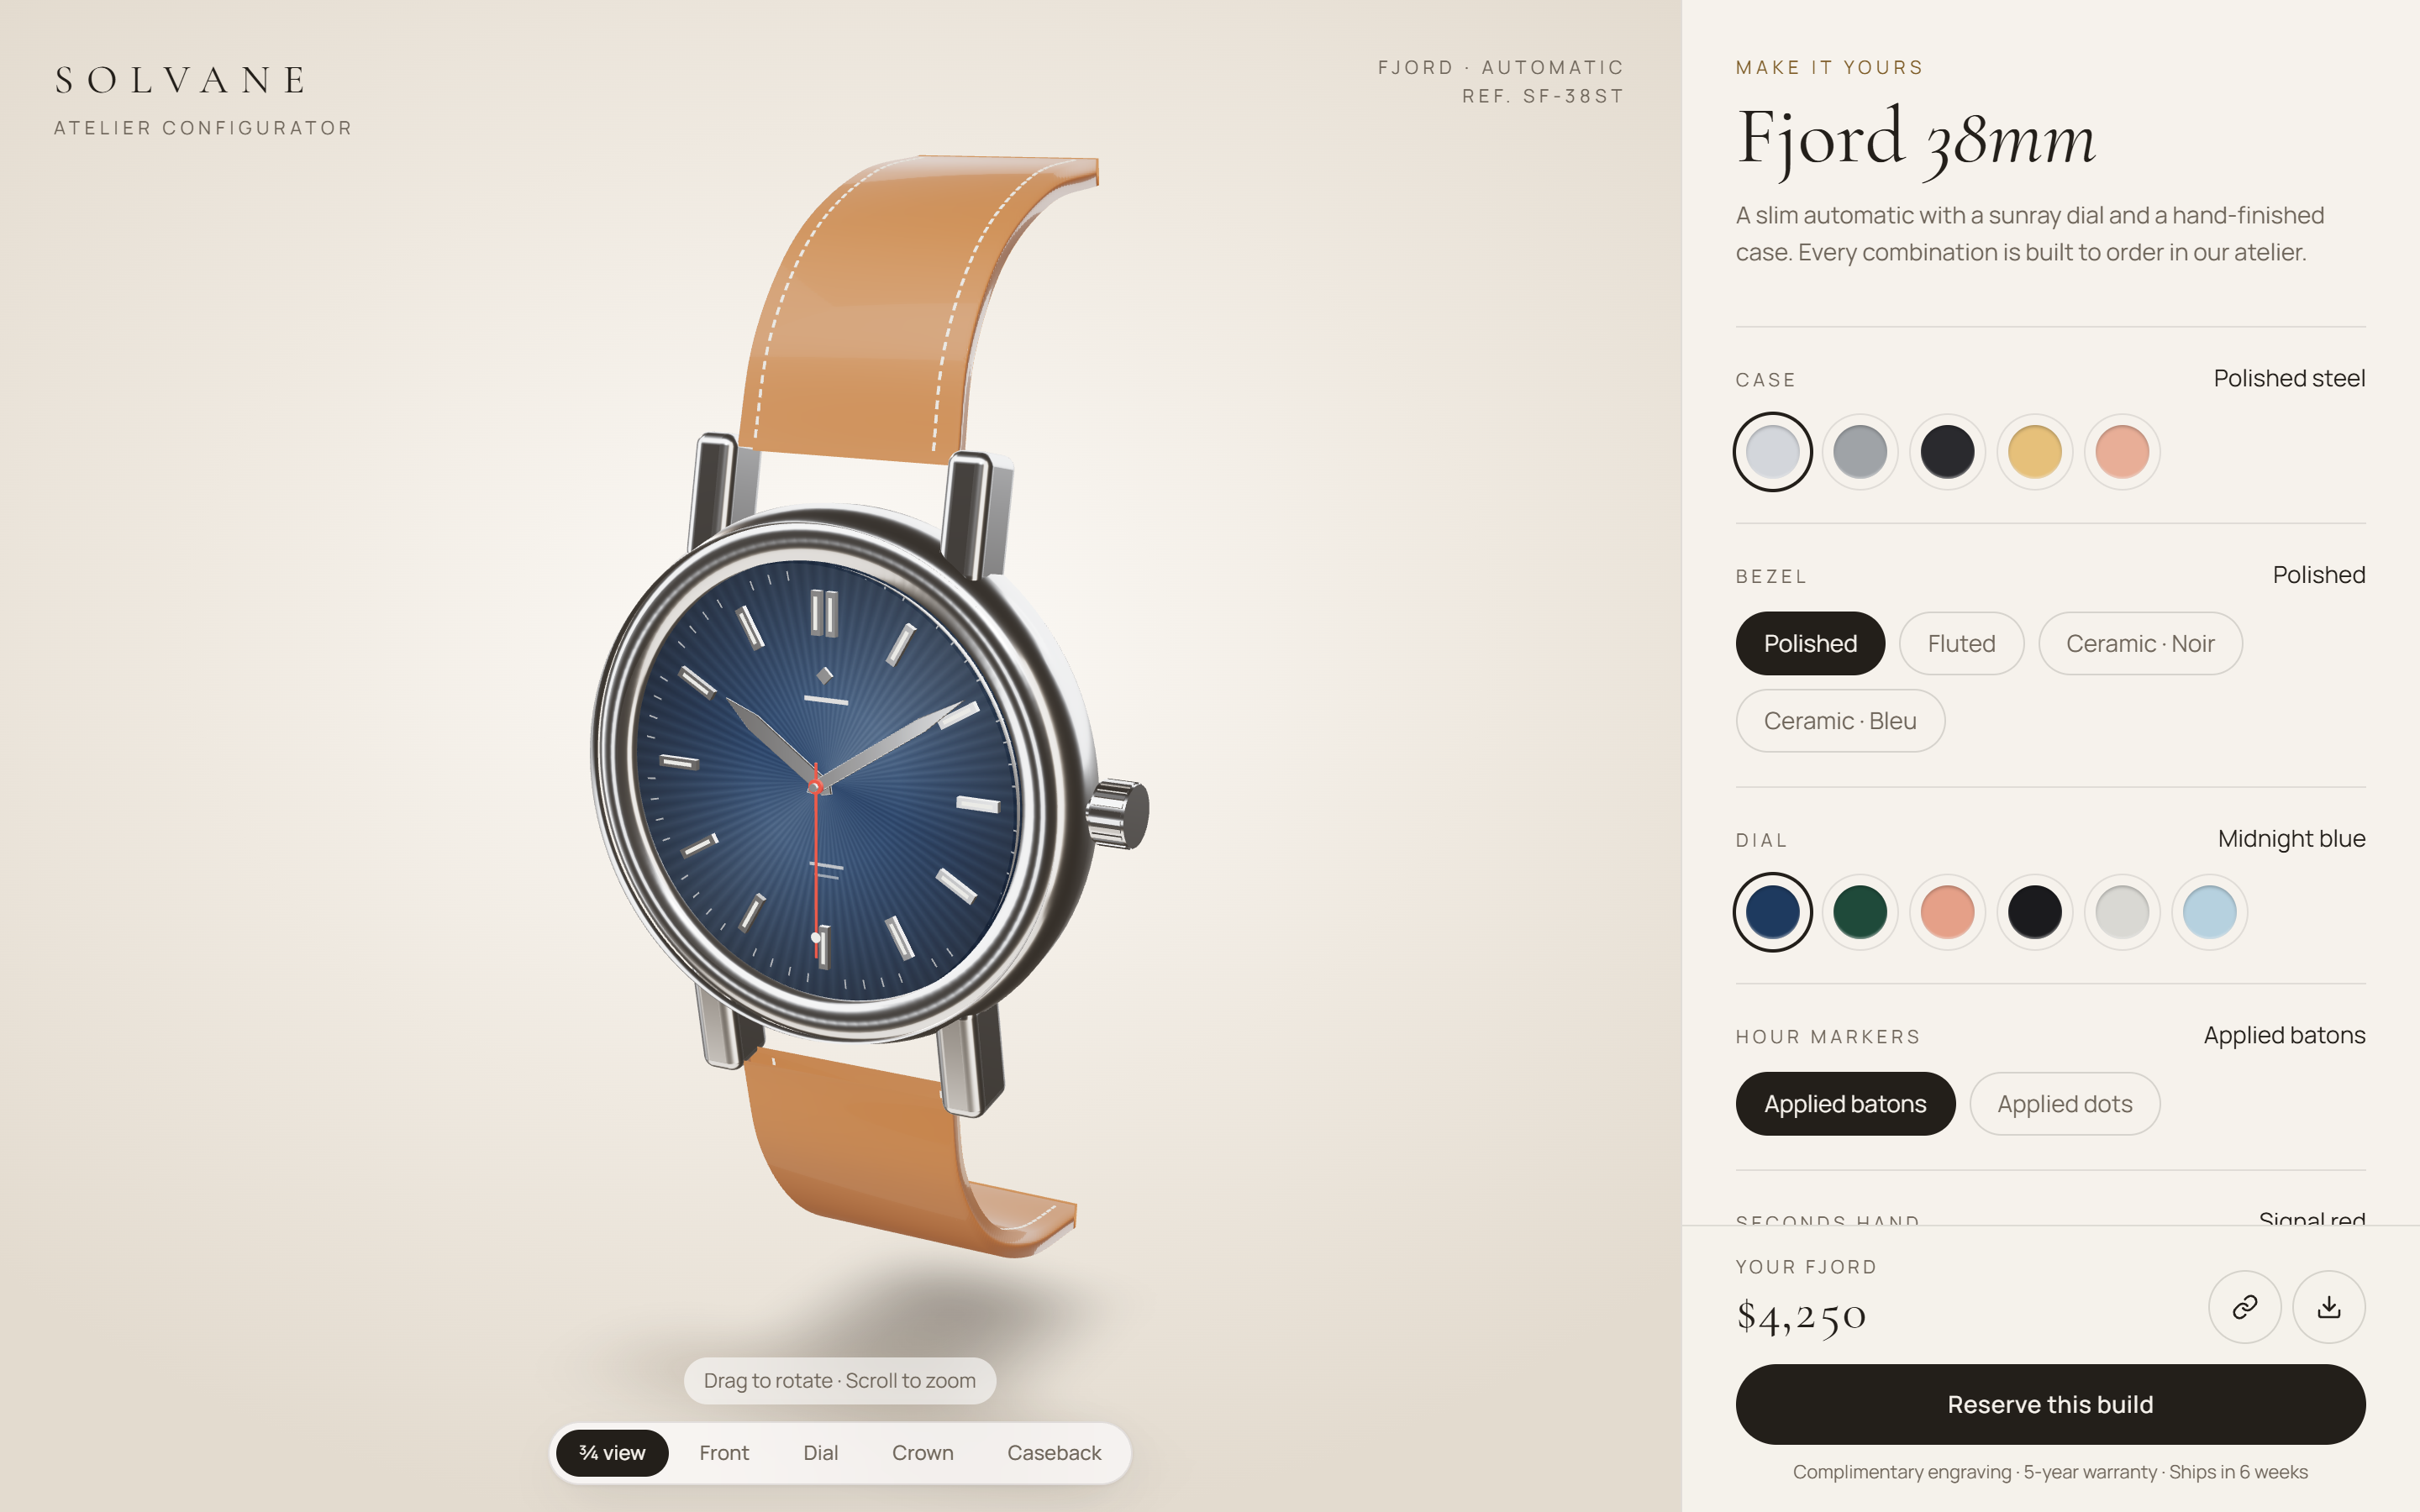 SOLVANE
ATELIER CONFIGURATOR
FJORD · AUTOMATIC
REF. SF-38ST
Drag to rotate · Scroll to zoom
¾ view
Front
Dial
Crown
Caseback
MAKE IT YOURS
Fjord 38mm
A slim automatic with a sunray dial and a hand-finished
case. Every combination is built to order in our atelier.
CASE
Polished steel
BEZEL
Polished
Polished
Fluted
Ceramic · Noir
Ceramic · Bleu
DIAL
Midnight blue
HOUR MARKERS
Applied batons
Applied batons
Applied dots
SECONDS HAND
Signal red
YOUR FJORD
$4,250
Reserve this build
Complimentary engraving · 5-year warranty · Ships in 6 weeks